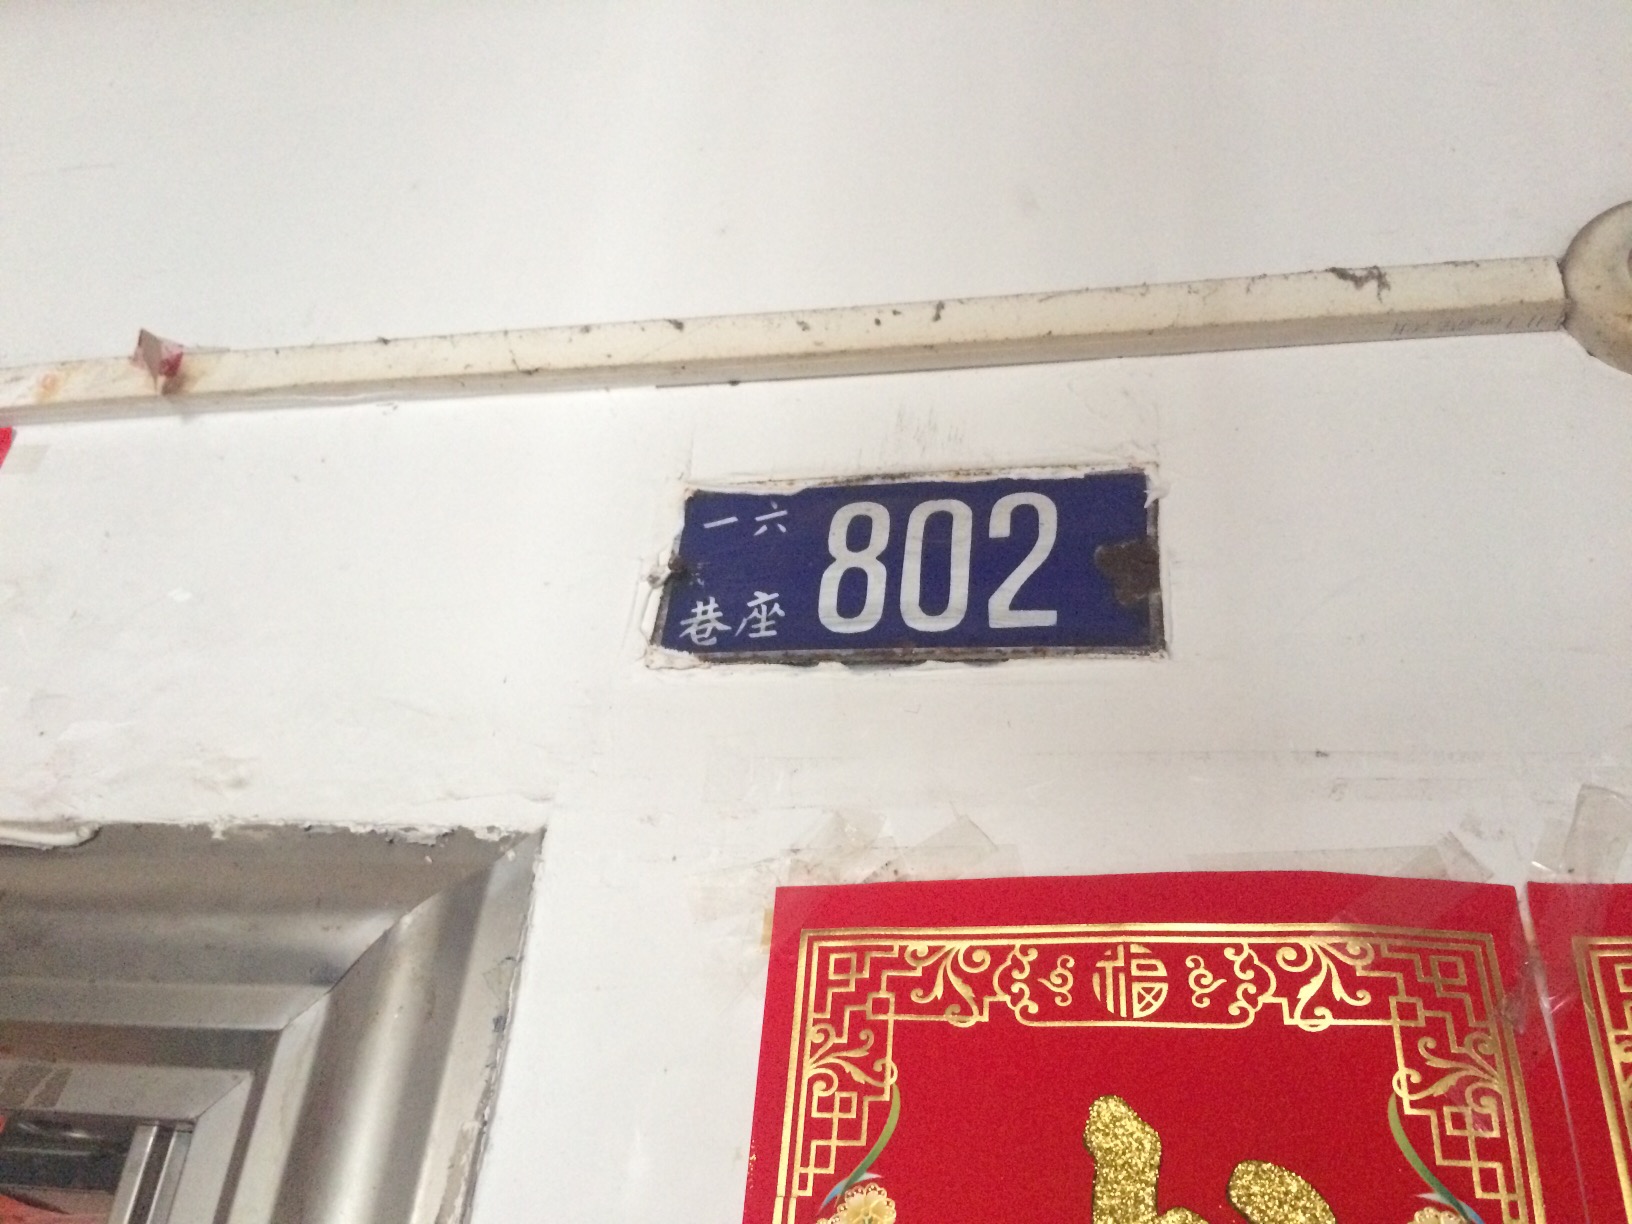 一 六 802
巷 座
福